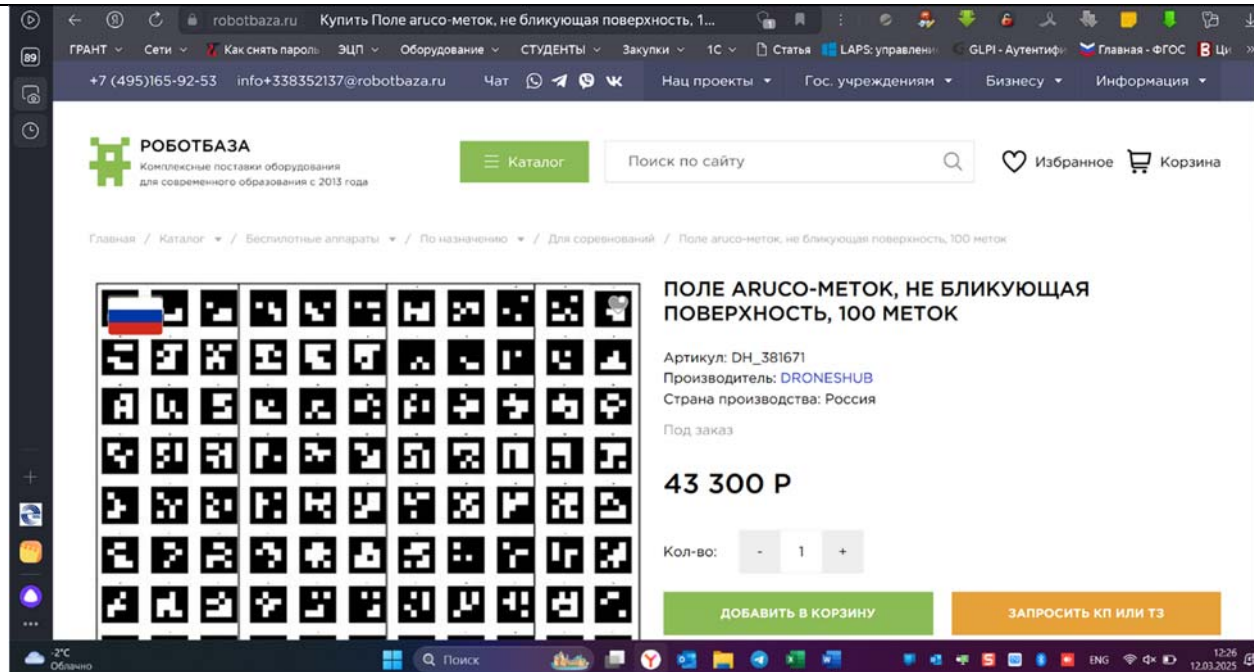 robotbaza.ru Купить Поле aruco-меток, не бликующая поверхность, 1...
89
ГРАНТ Сети Как снять пароль ЭЦП Оборудование СТУДЕНТЫ Закупки 1С Статья LAPS: управлени GLPI - Аутентифи Главная - ФГОС Ци
+7 (495)165-92-53 info+338352137@robotbaza.ru Чат Нац проекты Гос. учреждениям Бизнесу Информация
РОБОТБАЗА
Комплексные поставки оборудования
для современного образования с 2013 года
Каталог
Поиск по сайту
Избранное
Корзина
Главная / Каталог / Беспилотные аппараты / По назначению / Для соревнований / Поле aruco-меток, не бликующая поверхность, 100 меток
ПОЛЕ ARUCO-МЕТОК, НЕ БЛИКУЮЩАЯ
ПОВЕРХНОСТЬ, 100 МЕТОК
Артикул: DH_381671
Производитель: DRONESHUB
Страна производства: Россия
Под заказ
43 300 Р
Кол-во: - 1 +
ДОБАВИТЬ В КОРЗИНУ
ЗАПРОСИТЬ КП ИЛИ ТЗ
-2°C
Облачно
Поиск
ENG
12:26
12.03.2025